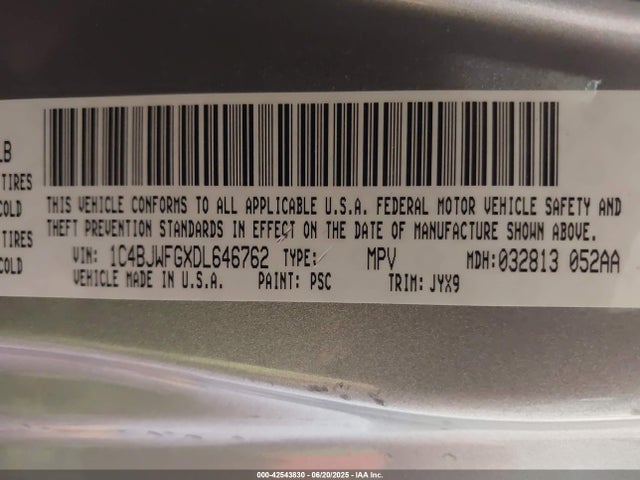 LB
TIRES
COLD
TIRES
COLD
THIS VEHICLE CONFORMS TO ALL APPLICABLE U.S.A. FEDERAL MOTOR VEHICLE SAFETY AND
THEFT PREVENTION STANDARDS IN EFFECT ON THE DATE OF MANUFACTURE SHOWN ABOVE.
VIN: 1C4BJWFGXDL646762 TYPE: MPV MDH:032813 052AA
VEHICLE MADE IN U.S.A. PAINT: PSC TRIM:JYX9
000-42543830 - 06/20/2025 - IAA Inc.